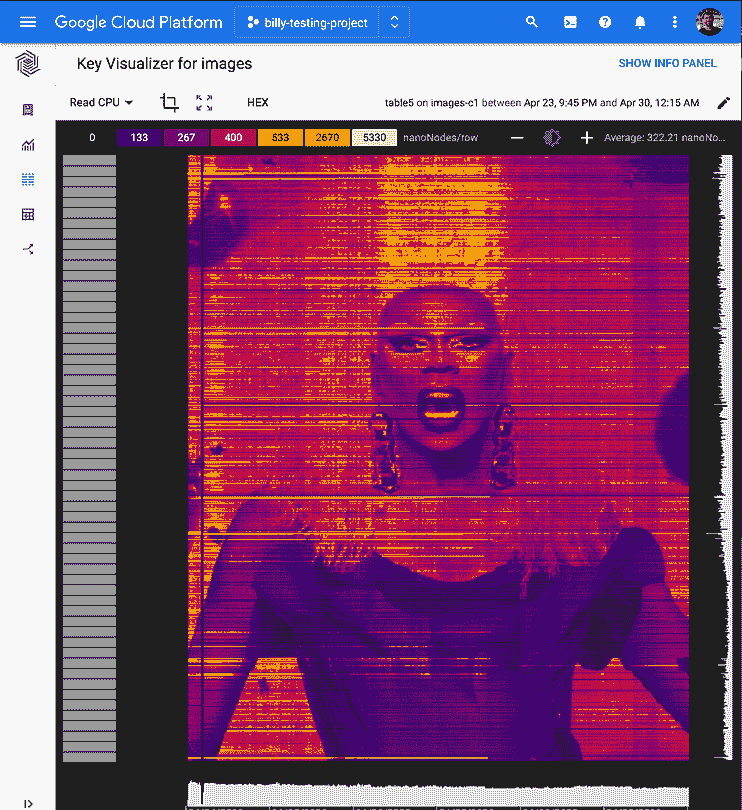 Google Cloud Platform billy-testing-project
Key Visualizer for images SHOW INFO PANEL
Read CPU HEX table5 on images-c1 between Apr 23, 9:45 PM and Apr 30, 12:15 AM
0 133 267 400 533 2670 5330 nanoNodes/row Average: 322.21 nanoNo...